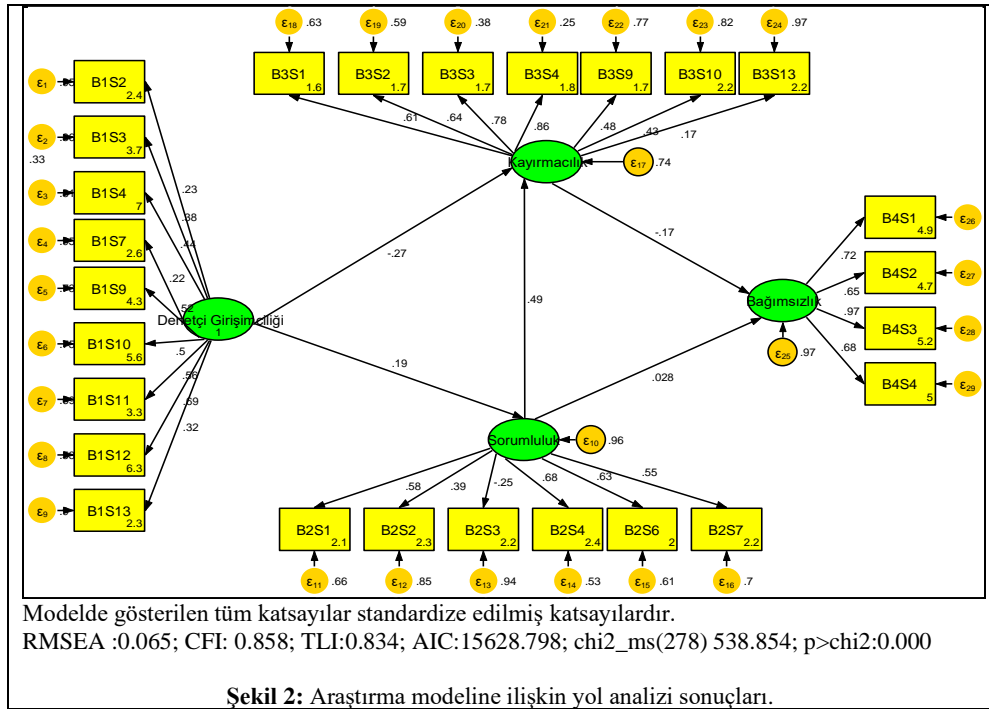 ε18 .63 ε19 .59 ε20 .38 ε21 .25 ε22 .77 ε23 .82 ε24 .97
B3S1 1.6 B3S2 1.7 B3S3 1.7 B3S4 1.8 B3S9 1.7 B3S10 2.2 B3S13 2.2
.61 .64 .78 .86 .48 .43 .17
Kayırmacılık
ε17 .74
ε1 B1S2 2.4
ε2 B1S3 3.7
.33
ε3 B1S4 7
ε4 B1S7 2.6
ε5 B1S9 4.3
ε6 B1S10 5.6
ε7 B1S11 3.3
ε8 B1S12 6.3
ε9 B1S13 2.3
.23
.38
.44
.22
.52
.5
.56
.69
.32
Denetçi Girişimciliği
1
-.27
.19
.49
-.17
.028
Bağımsızlık
ε25 .97
.72
.65
.97
.68
B4S1 4.9 ε26
B4S2 4.7 ε27
B4S3 5.2 ε28
B4S4 5 ε29
Sorumluluk
ε10 .96
.58 .39 -.25 .68 .63 .55
B2S1 2.1 B2S2 2.3 B2S3 2.2 B2S4 2.4 B2S6 2 B2S7 2.2
ε11 .66 ε12 .85 ε13 .94 ε14 .53 ε15 .61 ε16 .7
Modelde gösterilen tüm katsayılar standardize edilmiş katsayılardır.
RMSEA :0.065; CFI: 0.858; TLI:0.834; AIC:15628.798; chi2_ms(278) 538.854; p>chi2:0.000
Şekil 2: Araştırma modeline ilişkin yol analizi sonuçları.